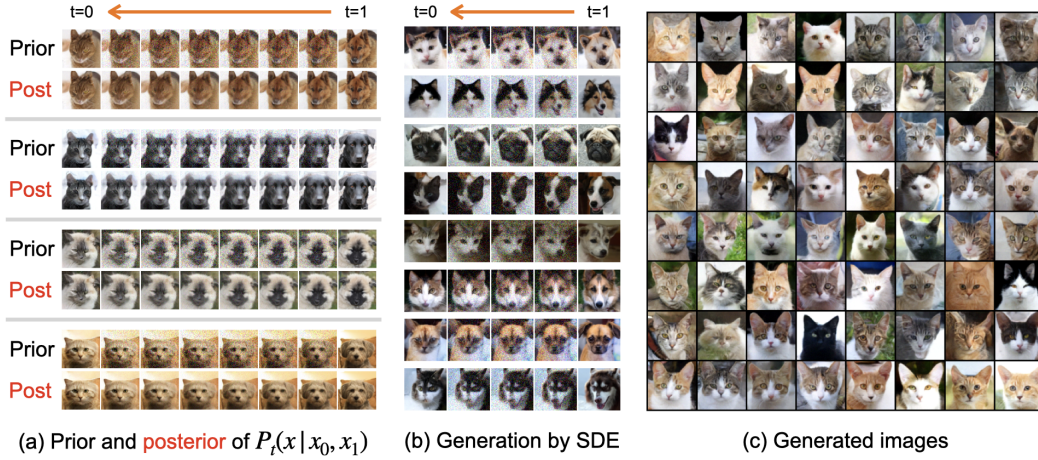 t=0 t=1
Prior
Post
Prior
Post
Prior
Post
Prior
Post
(a) Prior and posterior of P_t(x | x_0, x_1)
t=0 t=1
(b) Generation by SDE
(c) Generated images